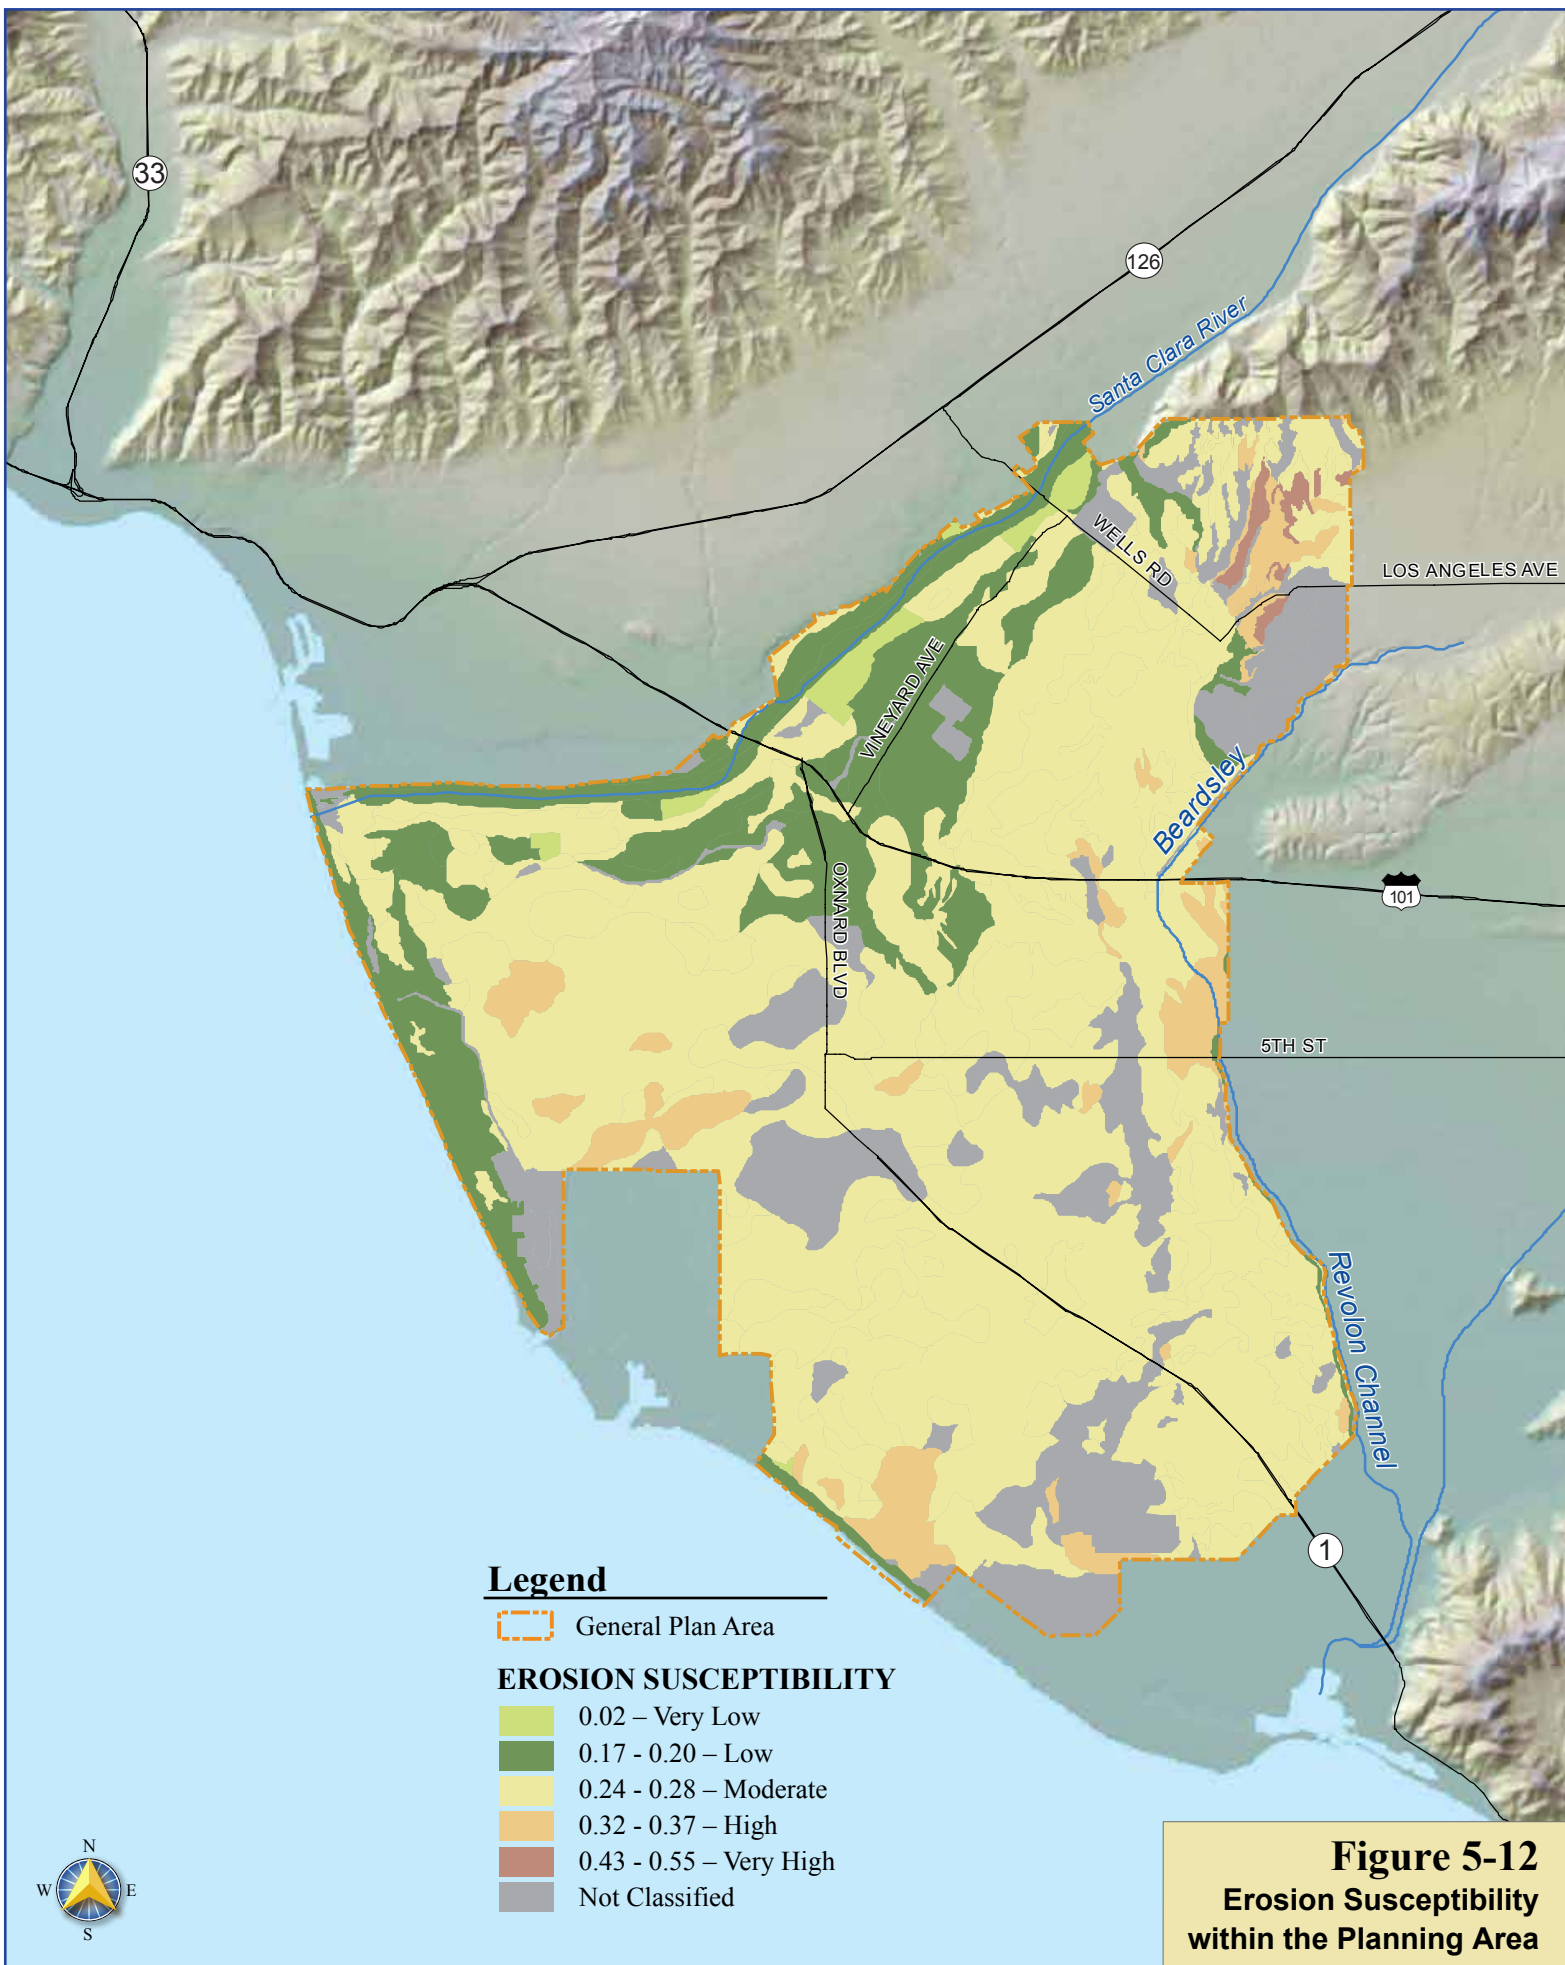 33
126
Santa Clara River
WELLS RD
LOS ANGELES AVE
VINEYARD AVE
Beardsley
OXNARD BLVD
101
5TH ST
Revolon Channel
1
Legend
General Plan Area
EROSION SUSCEPTIBILITY
0.02 – Very Low
0.17 - 0.20 – Low
0.24 - 0.28 – Moderate
0.32 - 0.37 – High
0.43 - 0.55 – Very High
Not Classified
N
W E
S
Figure 5-12
Erosion Susceptibility
within the Planning Area